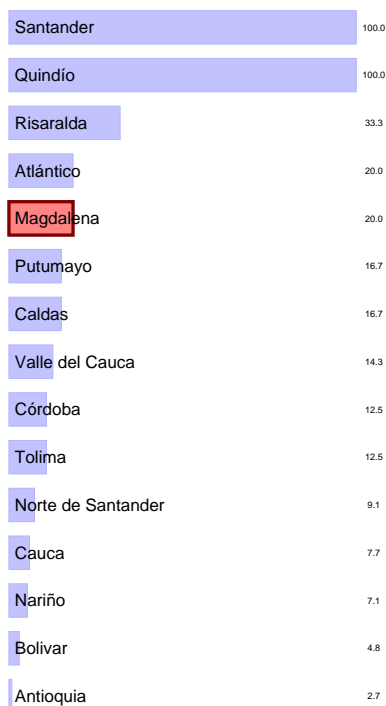 Santander 100.0
Quindío 100.0
Risaralda 33.3
Atlántico 20.0
Magdalena 20.0
Putumayo 16.7
Caldas 16.7
Valle del Cauca 14.3
Córdoba 12.5
Tolima 12.5
Norte de Santander 9.1
Cauca 7.7
Nariño 7.1
Bolivar 4.8
Antioquia 2.7